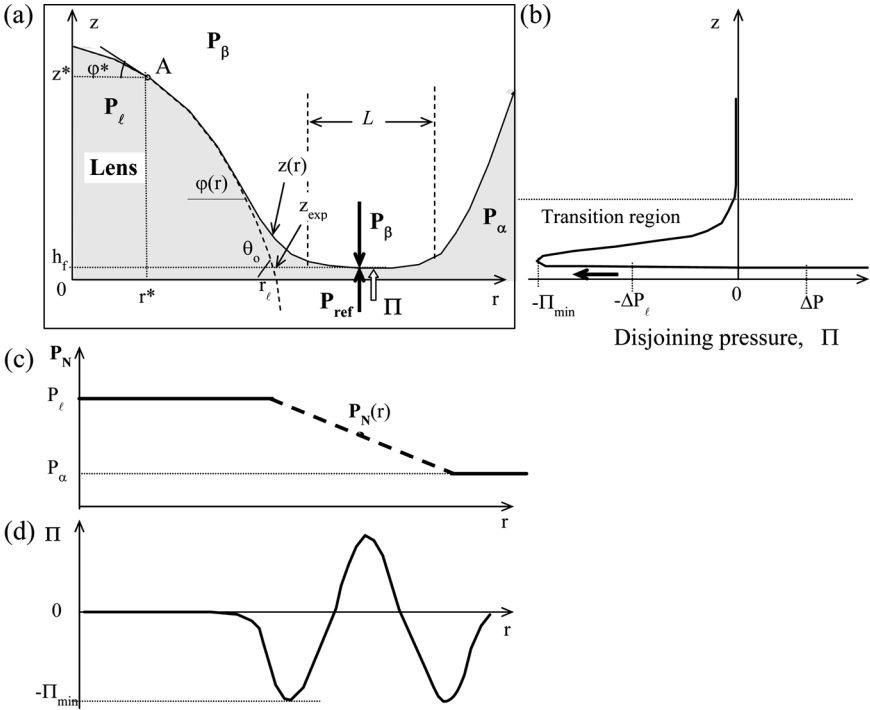 (a)
z
P_β
z*
φ*
A
P_ℓ
Lens
L
φ(r)
z(r)
z_exp
P_β
P_α
θ_o
h_f
0
r*
r_ℓ
P_ref
Π
r
(b)
z
Transition region
-Π_min
-ΔP_ℓ
0
ΔP
Disjoining pressure, Π
(c)
P_N
P_ℓ
P_N(r)
P_α
r
(d)
Π
0
r
-Π_min